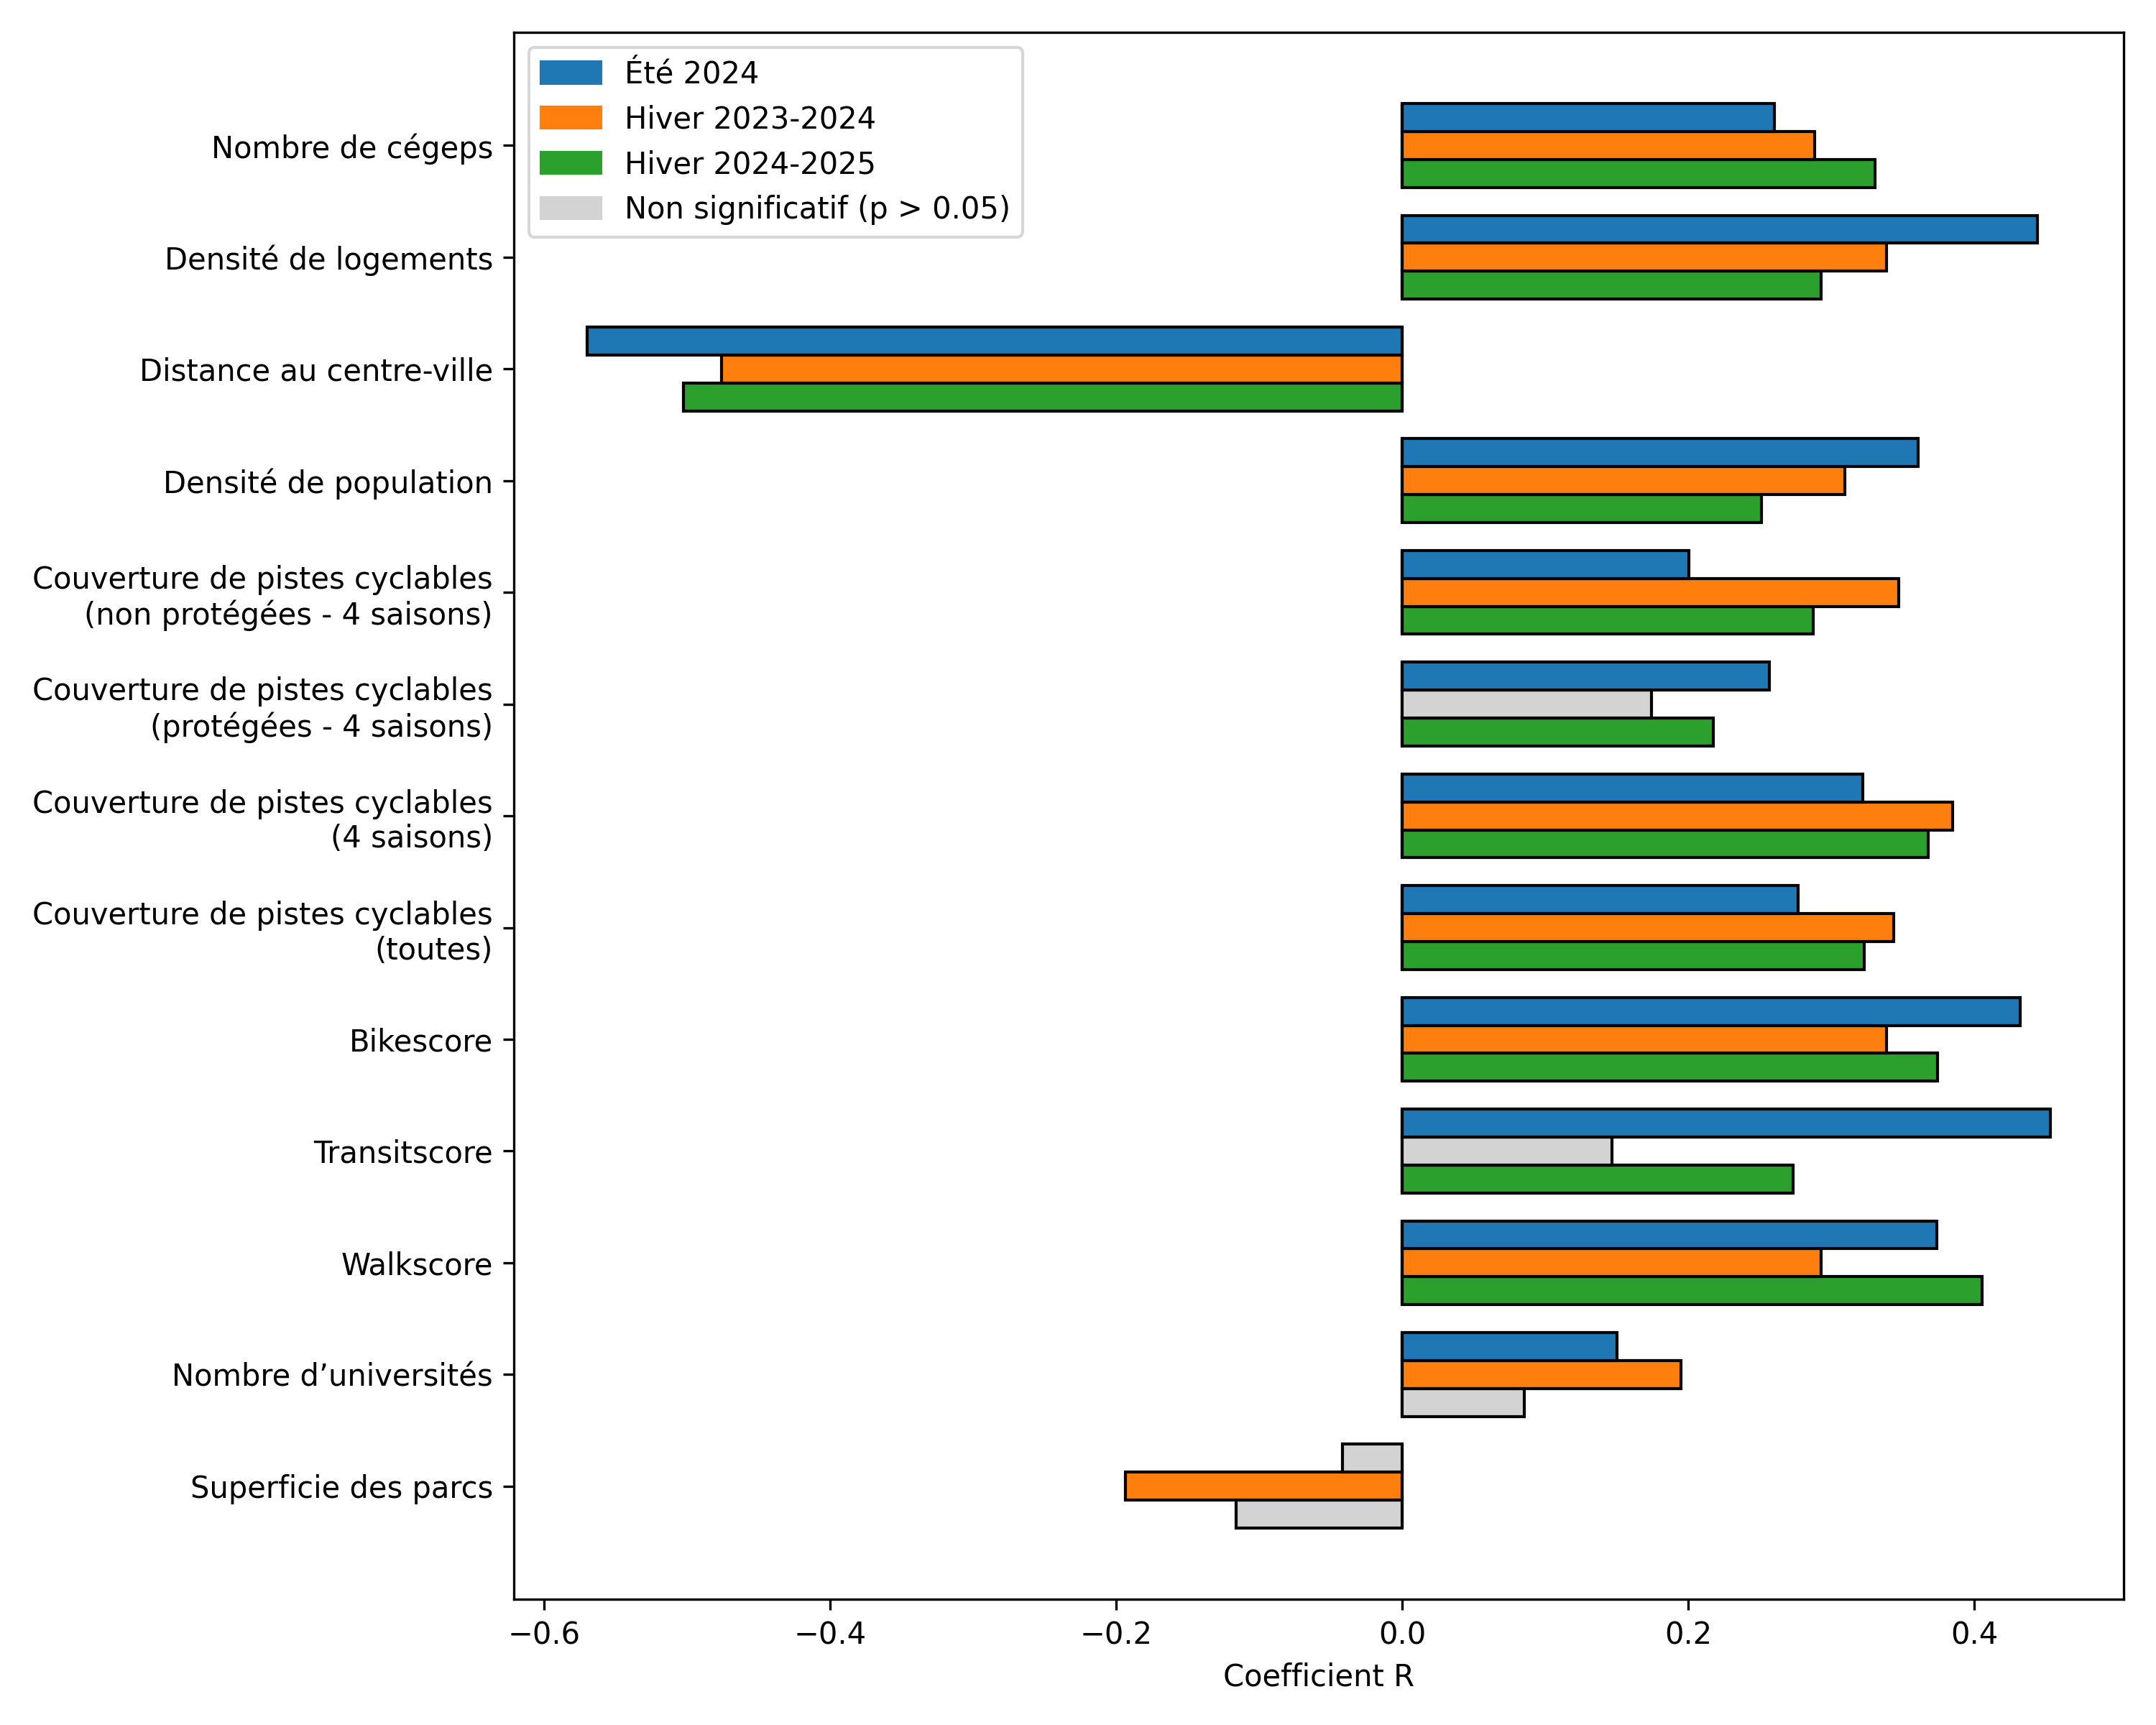 Été 2024
Hiver 2023-2024
Hiver 2024-2025
Non significatif (p > 0.05)
Nombre de cégeps
Densité de logements
Distance au centre-ville
Densité de population
Couverture de pistes cyclables
(non protégées - 4 saisons)
Couverture de pistes cyclables
(protégées - 4 saisons)
Couverture de pistes cyclables
(4 saisons)
Couverture de pistes cyclables
(toutes)
Bikescore
Transitscore
Walkscore
Nombre d’universités
Superficie des parcs
−0.6 −0.4 −0.2 0.0 0.2 0.4
Coefficient R